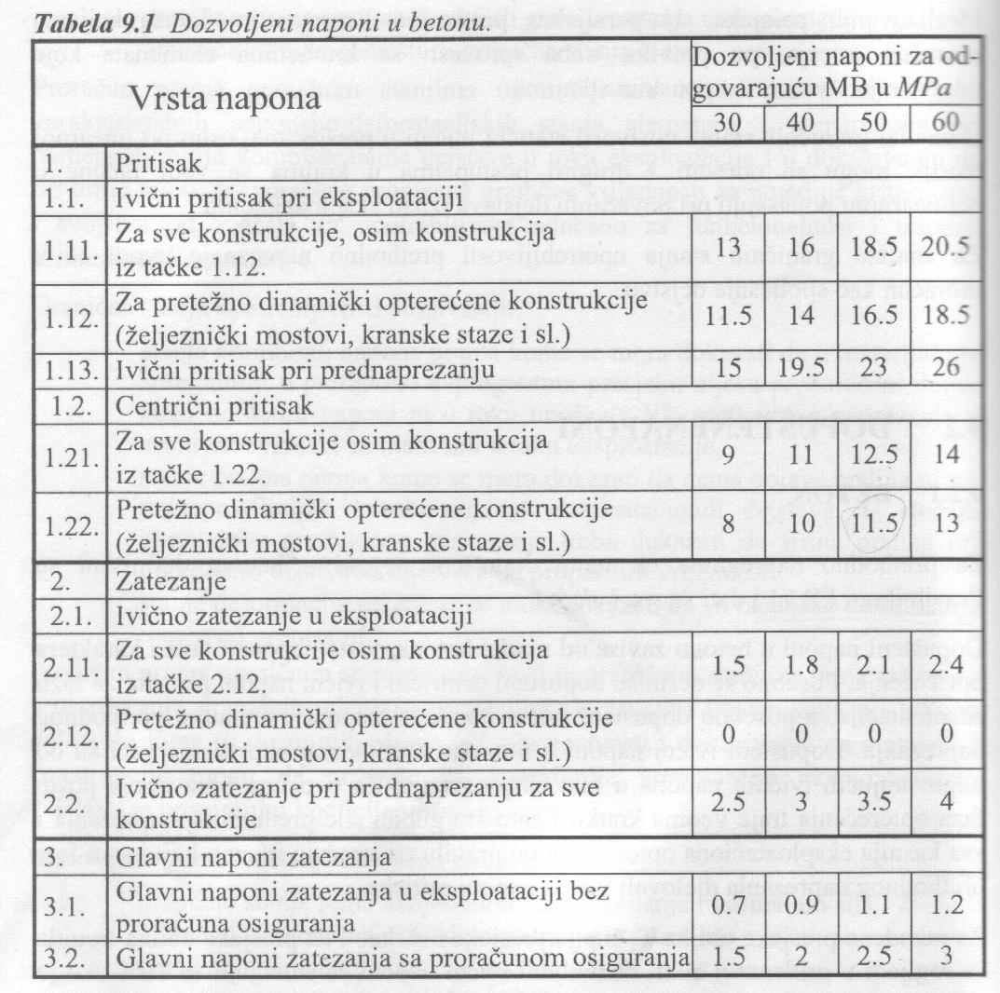 Tabela 9.1 Dozvoljeni naponi u betonu.
Vrsta napona
Dozvoljeni naponi za od-
govarajuću MB u MPa
30 40 50 60
1. Pritisak
1.1. Ivični pritisak pri eksploataciji
1.11. Za sve konstrukcije, osim konstrukcija
iz tačke 1.12. 13 16 18.5 20.5
1.12. Za pretežno dinamički opterećene konstrukcije
(željeznički mostovi, kranske staze i sl.) 11.5 14 16.5 18.5
1.13. Ivični pritisak pri prednaprezanju 15 19.5 23 26
1.2. Centrični pritisak
1.21. Za sve konstrukcije osim konstrukcija
iz tačke 1.22. 9 11 12.5 14
1.22. Pretežno dinamički opterećene konstrukcije
(željeznički mostovi, kranske staze i sl.) 8 10 11.5 13
2. Zatezanje
2.1. Ivično zatezanje u eksploataciji
2.11. Za sve konstrukcije osim konstrukcija
iz tačke 2.12. 1.5 1.8 2.1 2.4
2.12. Pretežno dinamički opterećene konstrukcije
(željeznički mostovi, kranske staze i sl.) 0 0 0 0
2.2. Ivično zatezanje pri prednaprezanju za sve
konstrukcije 2.5 3 3.5 4
3. Glavni naponi zatezanja
3.1. Glavni naponi zatezanja u eksploataciji bez
proračuna osiguranja 0.7 0.9 1.1 1.2
3.2. Glavni naponi zatezanja sa proračunom osiguranja 1.5 2 2.5 3